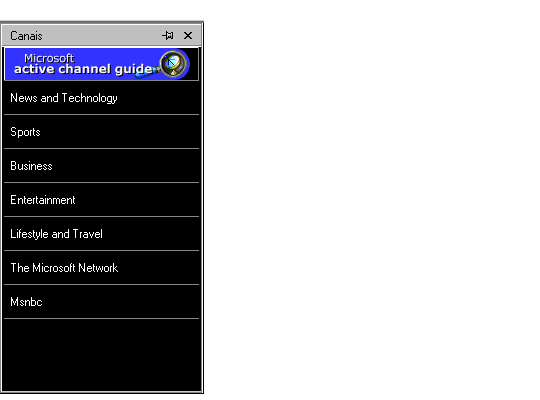 Canais
Microsoft
active channel guide
News and Technology
Sports
Business
Entertainment
Lifestyle and Travel
The Microsoft Network
Msnbc